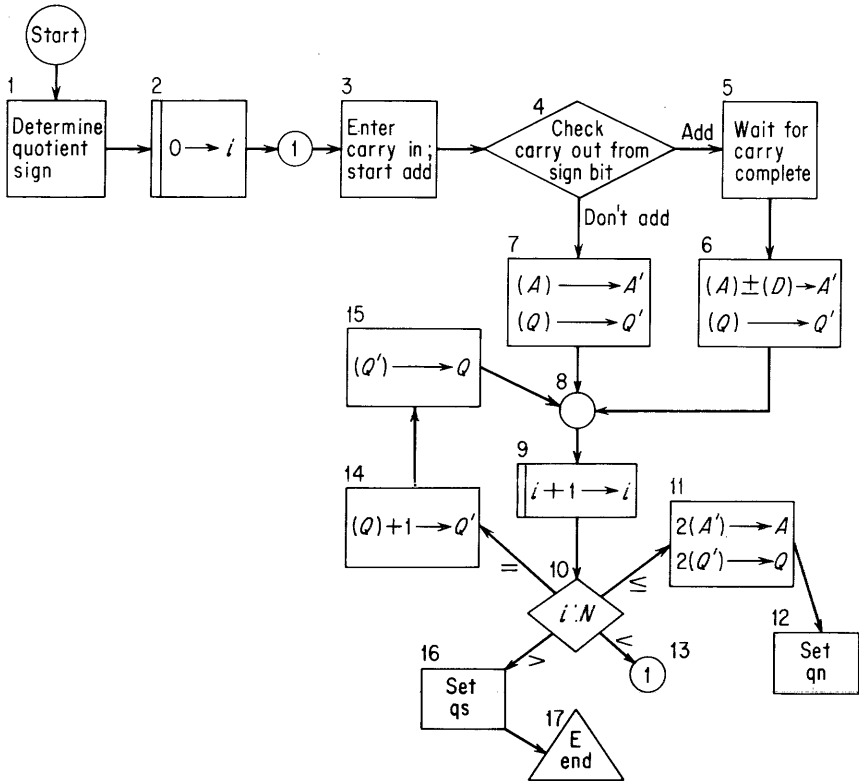 Start
1
Determine
quotient
sign
2
0 → i
1
3
Enter
carry in;
start add
4
Check
carry out from
sign bit
Add
Don't add
5
Wait for
carry
complete
6
(A)±(D)→A'
(Q) → Q'
7
(A) → A'
(Q) → Q'
8
15
(Q') → Q
9
i+1 → i
14
(Q)+1→Q'
10
i:N
=
≤
<
>
11
2(A')→A
2(Q')→Q
12
Set
qn
13
1
16
Set
qs
17
E
end